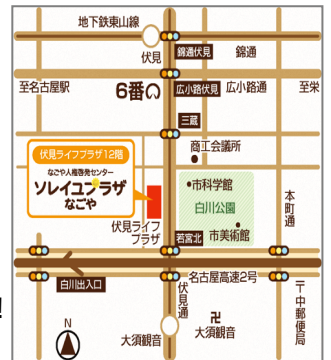 地下鉄東山線
伏見
錦通伏見
錦通
至名古屋駅
6番の
広小路伏見
広小路通
至栄
三蔵
商工会議所
伏見ライフプラザ12階
なごや人権啓発センター
ソレイユプラザ
なごや
伏見ライフ
プラザ
•市科学館
白川公園
市美術館
若宮北
本町通
白川出入口
名古屋高速2号
伏見通
〒中郵便局
卍
大須観音
大須観音
N
!